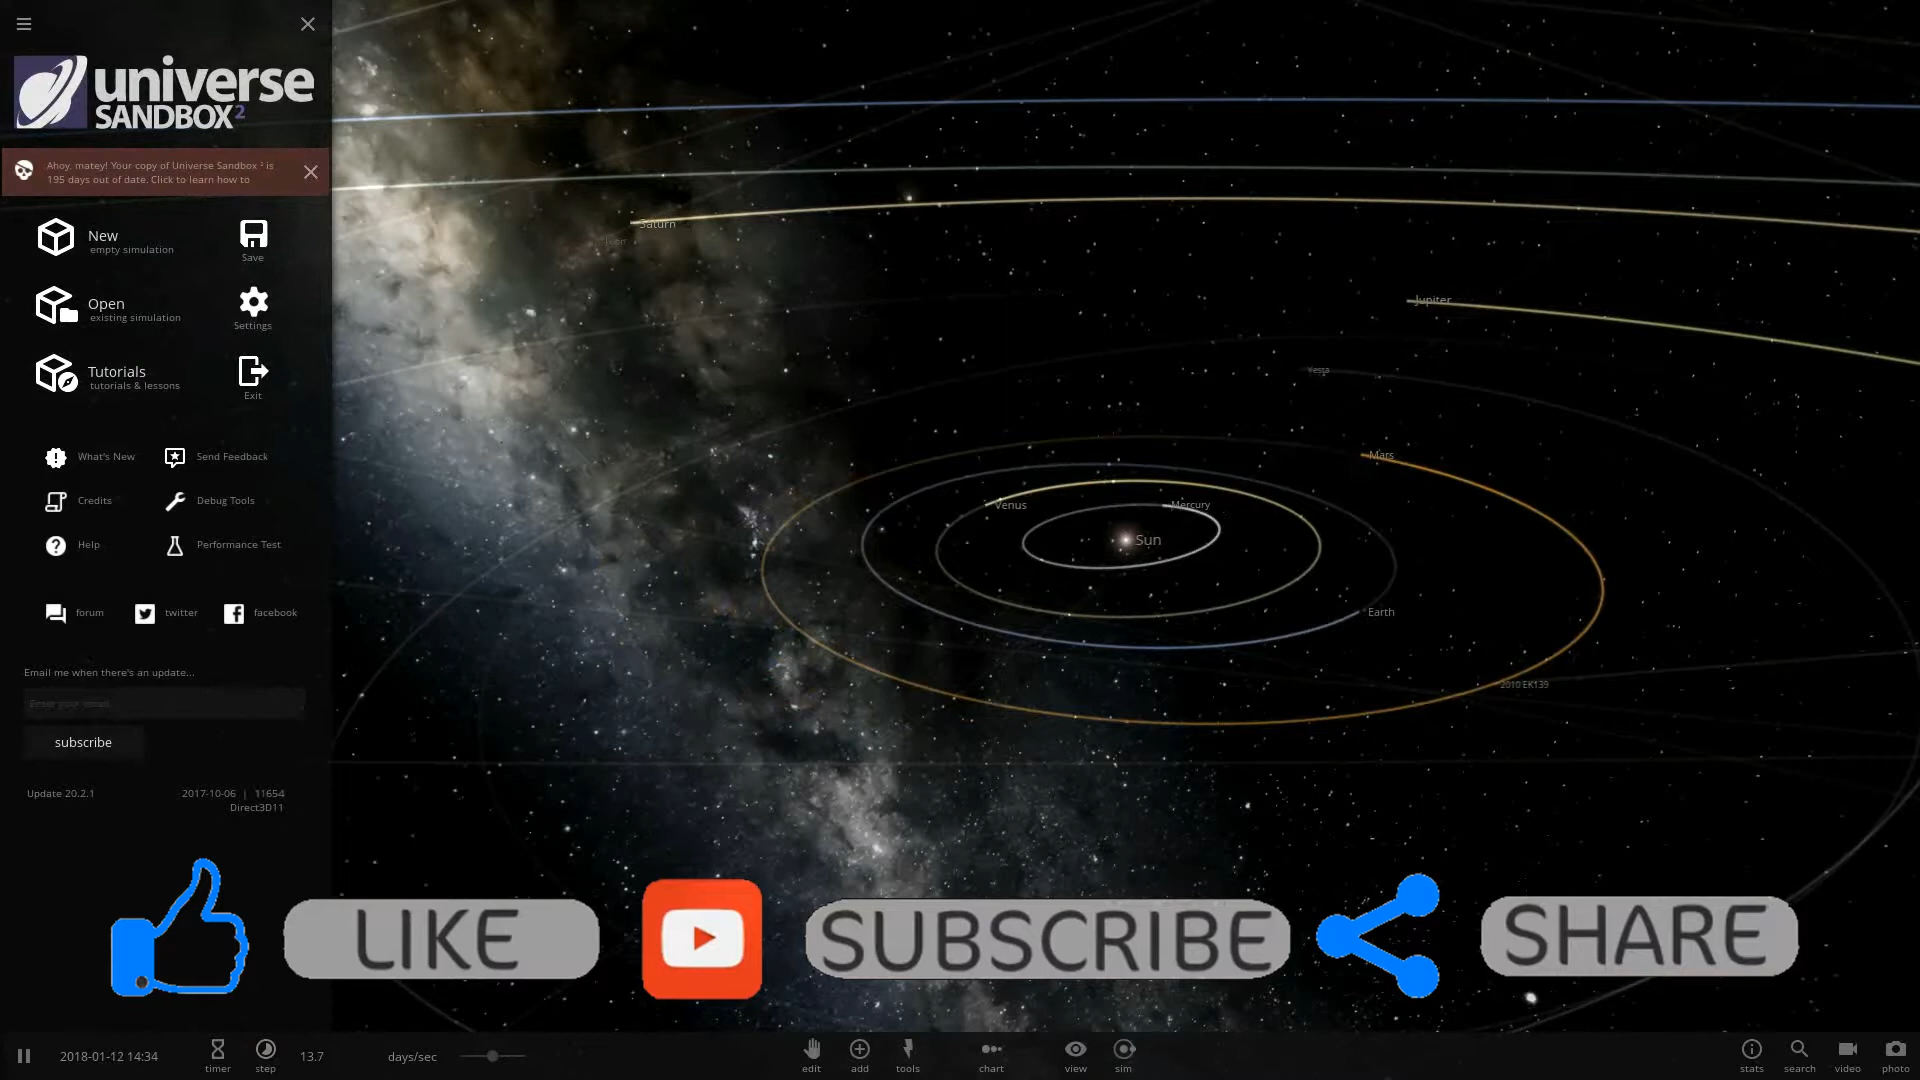 universe
SANDBOX²
Ahoy, matey! Your copy of Universe Sandbox ² is
195 days out of date. Click to learn how to
New
empty simulation
Save
Open
existing simulation
Settings
Tutorials
tutorials & lessons
Exit
What's New
Send Feedback
Credits
Debug Tools
Help
Performance Test
forum
twitter
facebook
Email me when there's an update...
Enter your email
subscribe
Update 20.2.1
2017-10-06 | 11654
Direct3D11
Saturn
Jupiter
Vesta
Mars
Venus
Mercury
Sun
Earth
2010 EK139
LIKE
SUBSCRIBE
SHARE
2018-01-12 14:34
timer
step
13.7
days/sec
edit
add
tools
chart
view
sim
stats
search
video
photo